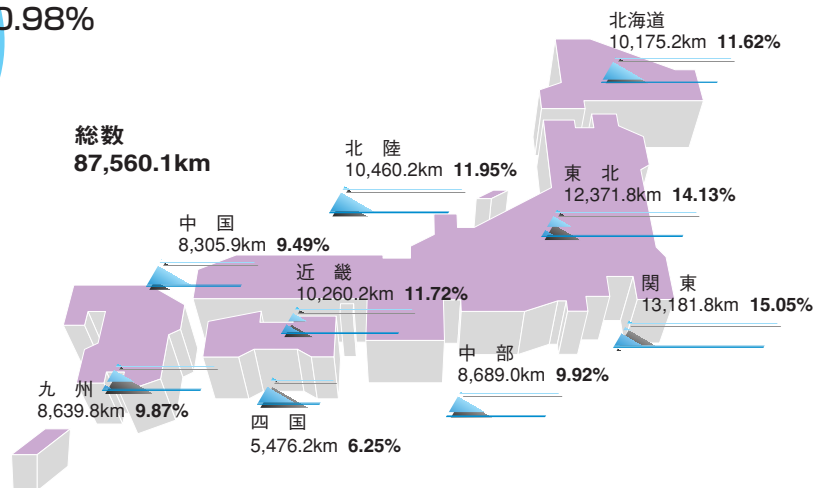 0.98%
北海道
10,175.2km 11.62%
総数
87,560.1km
北 陸
10,460.2km 11.95%
東 北
12,371.8km 14.13%
中 国
8,305.9km 9.49%
近 畿
10,260.2km 11.72%
関 東
13,181.8km 15.05%
中 部
8,689.0km 9.92%
九 州
8,639.8km 9.87%
四 国
5,476.2km 6.25%